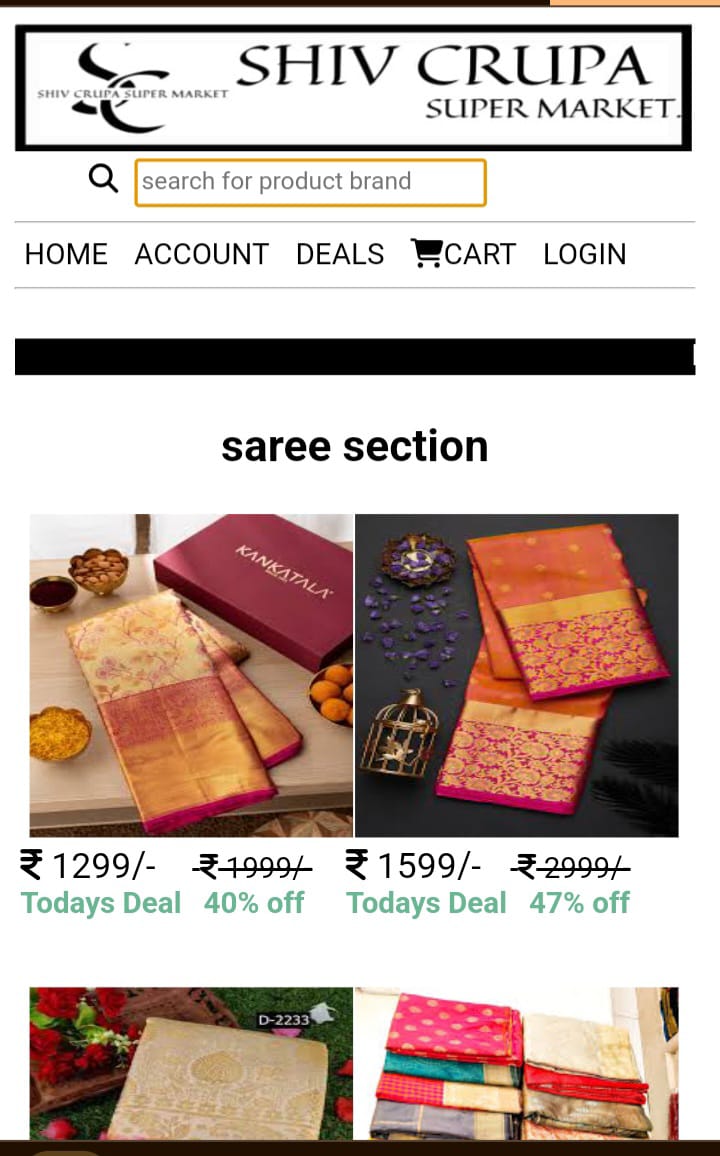 SHIV CRUPA
SHIV CRUPA SUPER MARKET
SUPER MARKET.
search for product brand
HOME ACCOUNT DEALS CART LOGIN
saree section
KANKATALA
₹ 1299/- ₹ 1999/- ₹ 1599/- ₹ 2999/-
Todays Deal 40% off Todays Deal 47% off
D-2233